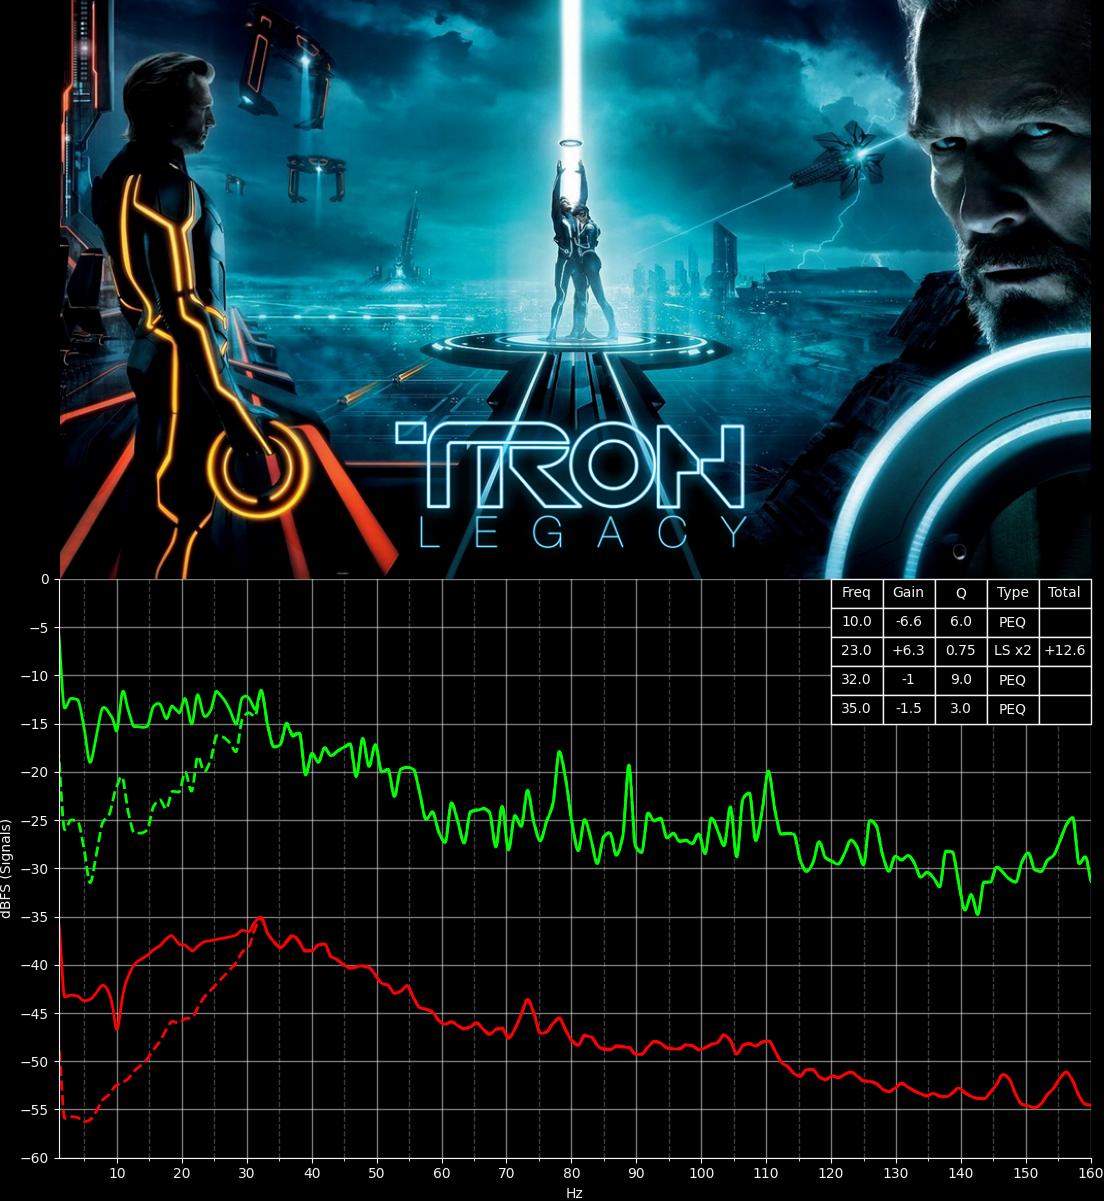 TRON
LEGACY
Freq Gain Q Type Total
10.0 -6.6 6.0 PEQ
23.0 +6.3 0.75 LS x2 +12.6
32.0 -1 9.0 PEQ
35.0 -1.5 3.0 PEQ
0
−5
−10
−15
−20
−25
−30
−35
−40
−45
−50
−55
−60
dBFS (Signals)
10 20 30 40 50 60 70 80 90 100 110 120 130 140 150 160
Hz